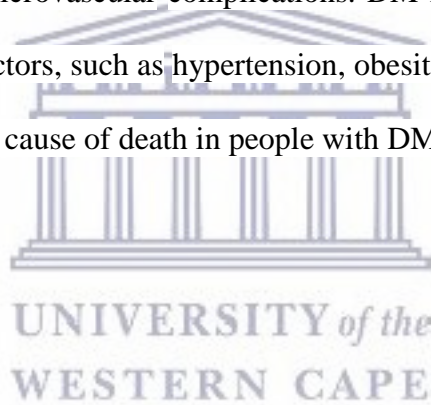 crovascular complications. DM
ctors, such as hypertension, obesit
cause of death in people with DM
UNIVERSITY of the
WESTERN CAPE